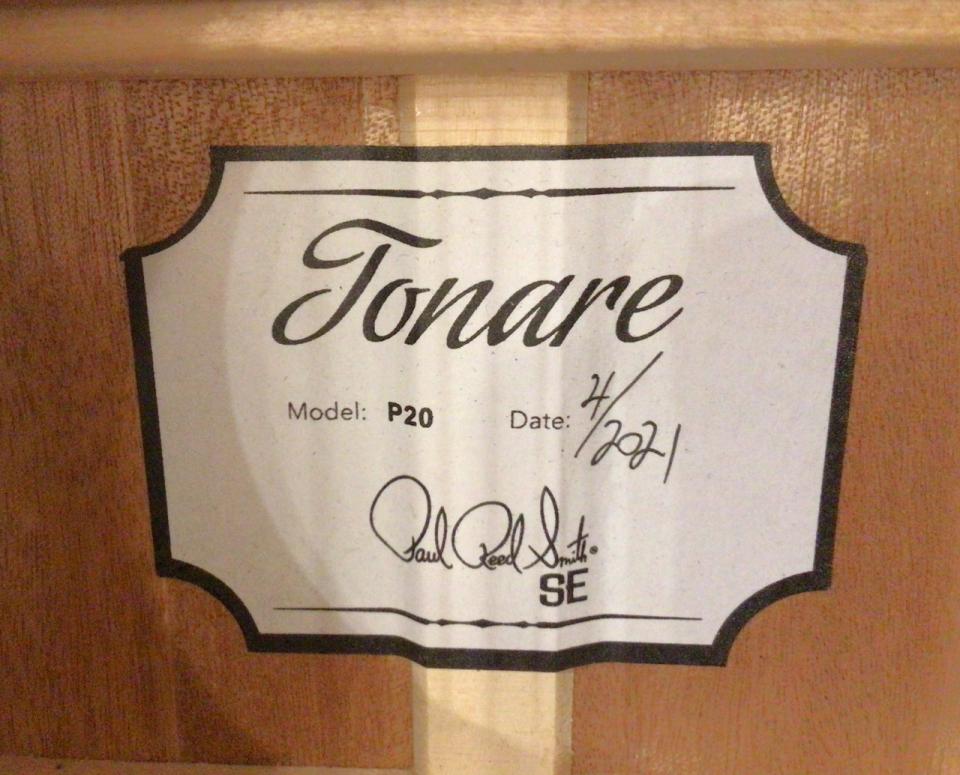 Tonare
Model: P20 Date: 4/2021
Paul Reed Smith®
SE